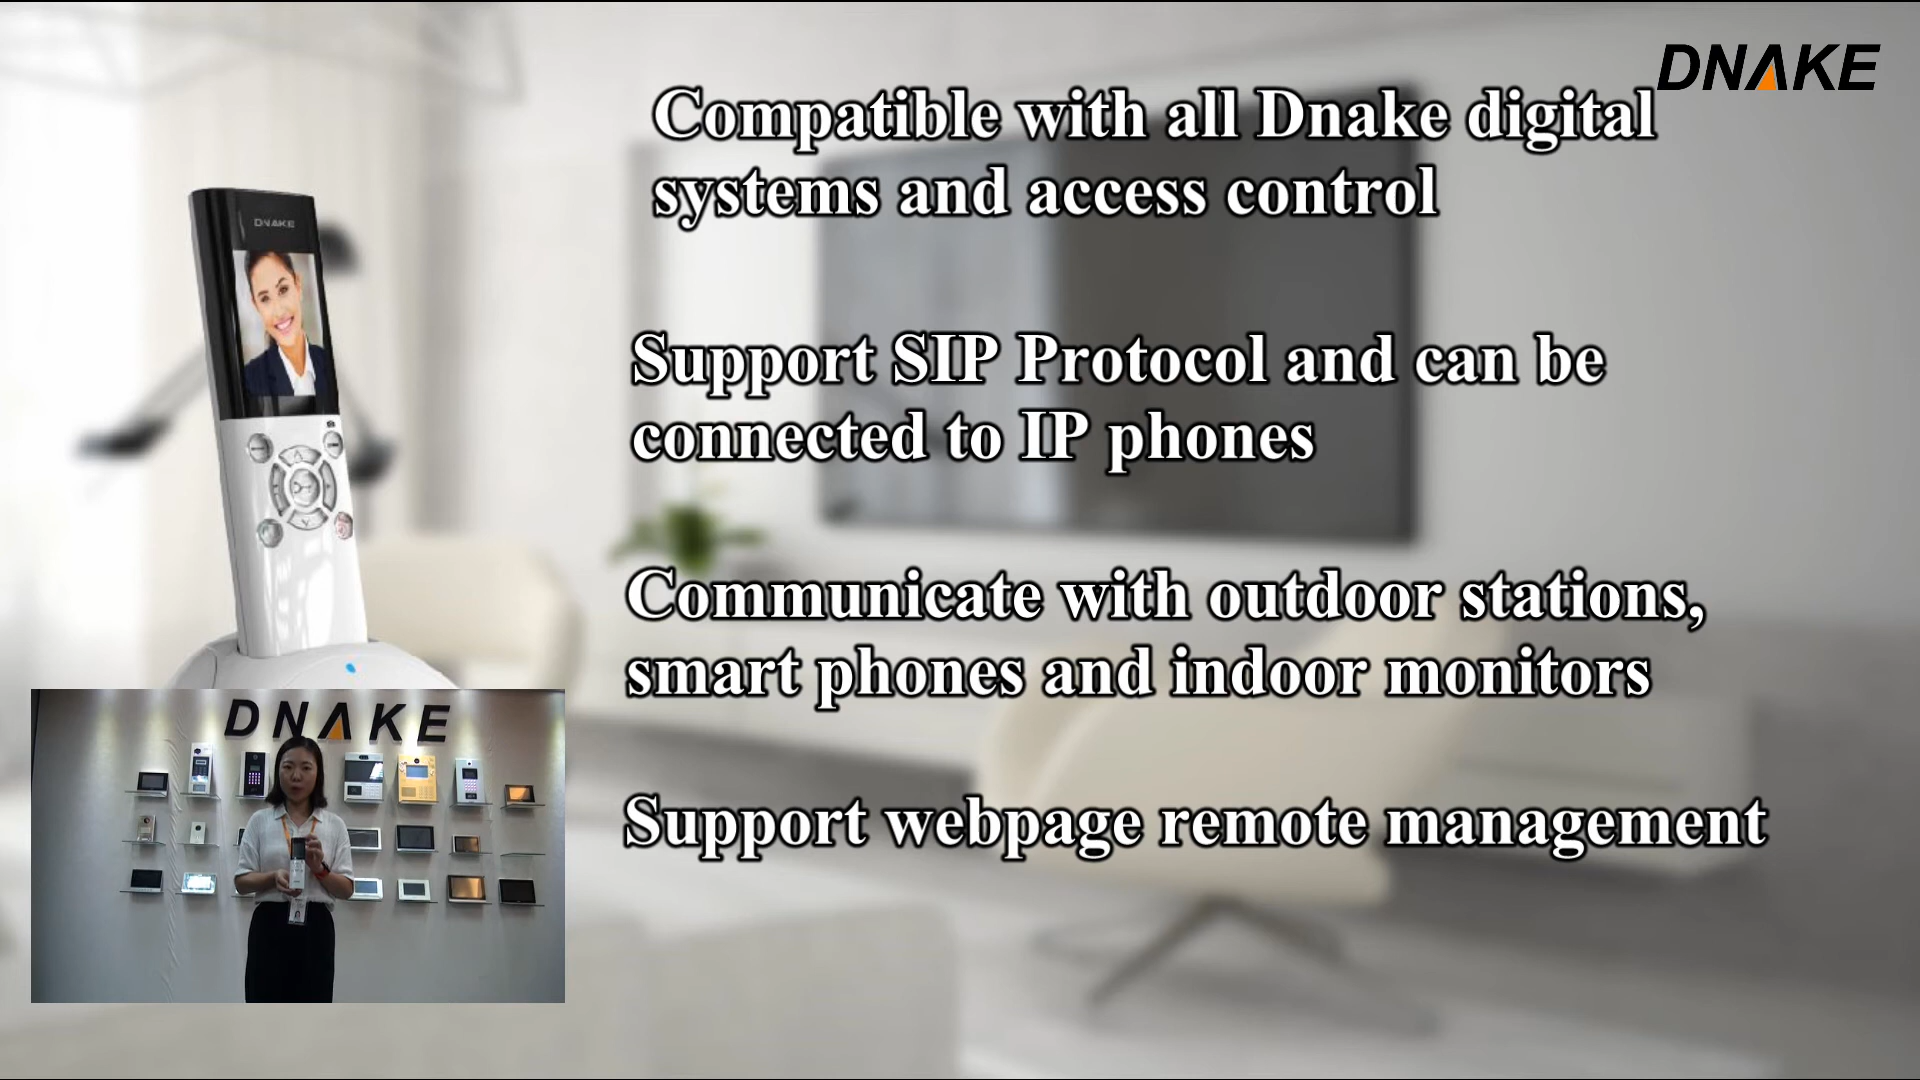 DNAKE
Compatible with all Dnake digital
systems and access control
DNAKE
Support SIP Protocol and can be
connected to IP phones
Communicate with outdoor stations,
smart phones and indoor monitors
DNAKE
Support webpage remote management